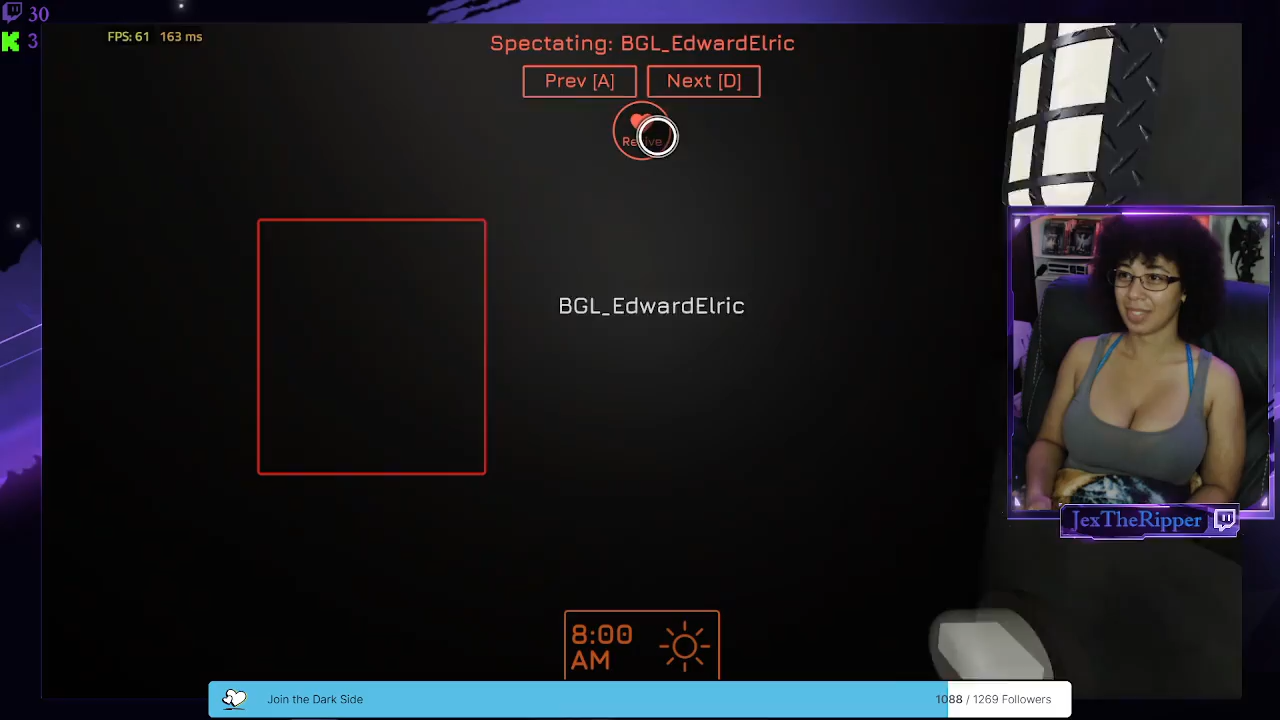 30
3
FPS: 61 163 ms
Spectating: BGL_EdwardElric
Prev [A]
Next [D]
Revive
BGL_EdwardElric
JexTheRipper
8:00
AM
Join the Dark Side
1088 / 1269 Followers